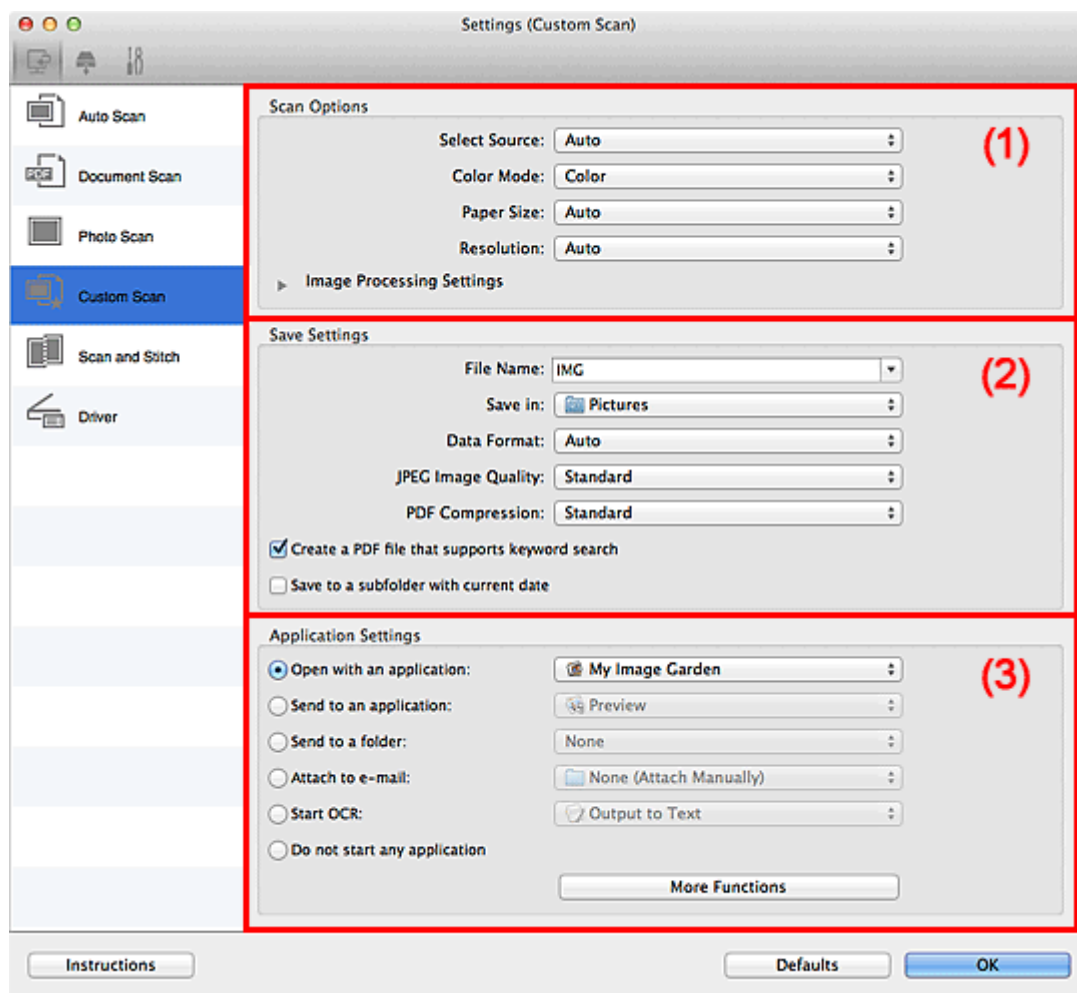 Settings (Custom Scan)
Auto Scan
Document Scan
Photo Scan
Custom Scan
Scan and Stitch
Driver
Scan Options
(1)
Select Source: Auto
Color Mode: Color
Paper Size: Auto
Resolution: Auto
Image Processing Settings
Save Settings
(2)
File Name: IMG
Save in: Pictures
Data Format: Auto
JPEG Image Quality: Standard
PDF Compression: Standard
Create a PDF file that supports keyword search
Save to a subfolder with current date
Application Settings
(3)
Open with an application: My Image Garden
Send to an application: Preview
Send to a folder: None
Attach to e-mail: None (Attach Manually)
Start OCR: Output to Text
Do not start any application
More Functions
Instructions
Defaults
OK